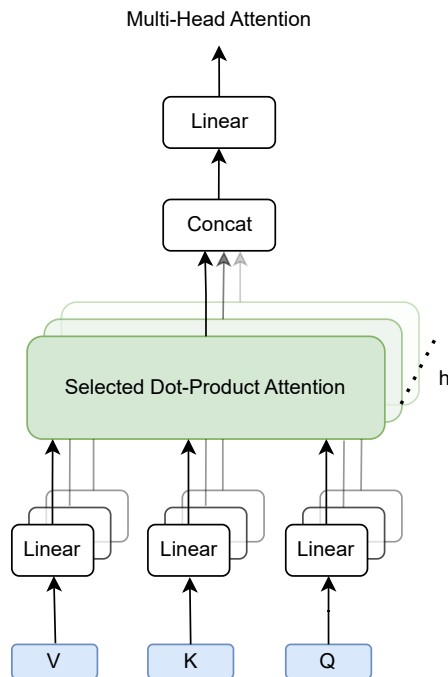 Multi-Head Attention
Linear
Concat
Selected Dot-Product Attention
h
Linear
Linear
Linear
V
K
Q